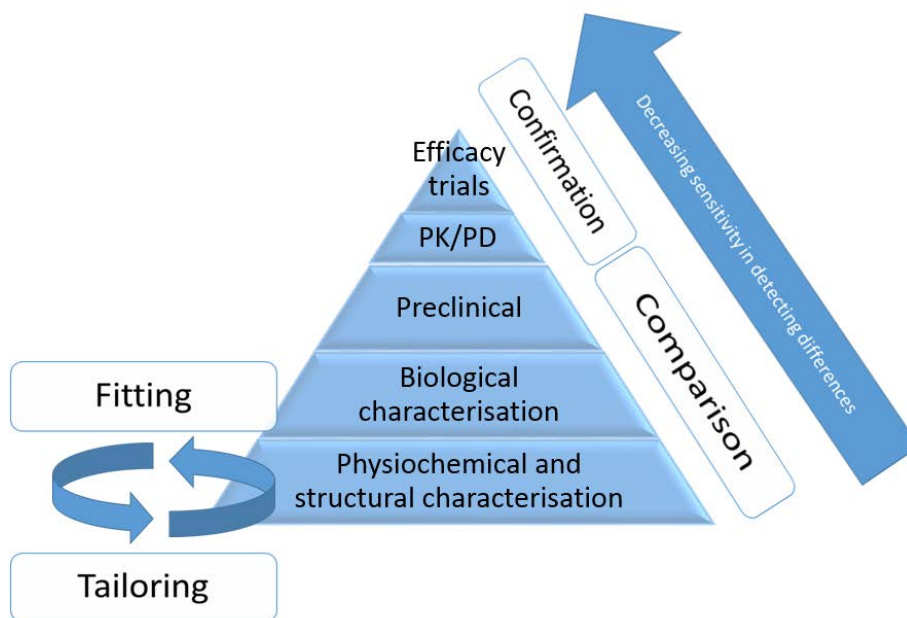 Efficacy
trials
PK/PD
Preclinical
Biological
characterisation
Physiochemical and
structural characterisation
Confirmation
Comparison
Decreasing sensitivity in detecting differences
Fitting
Tailoring